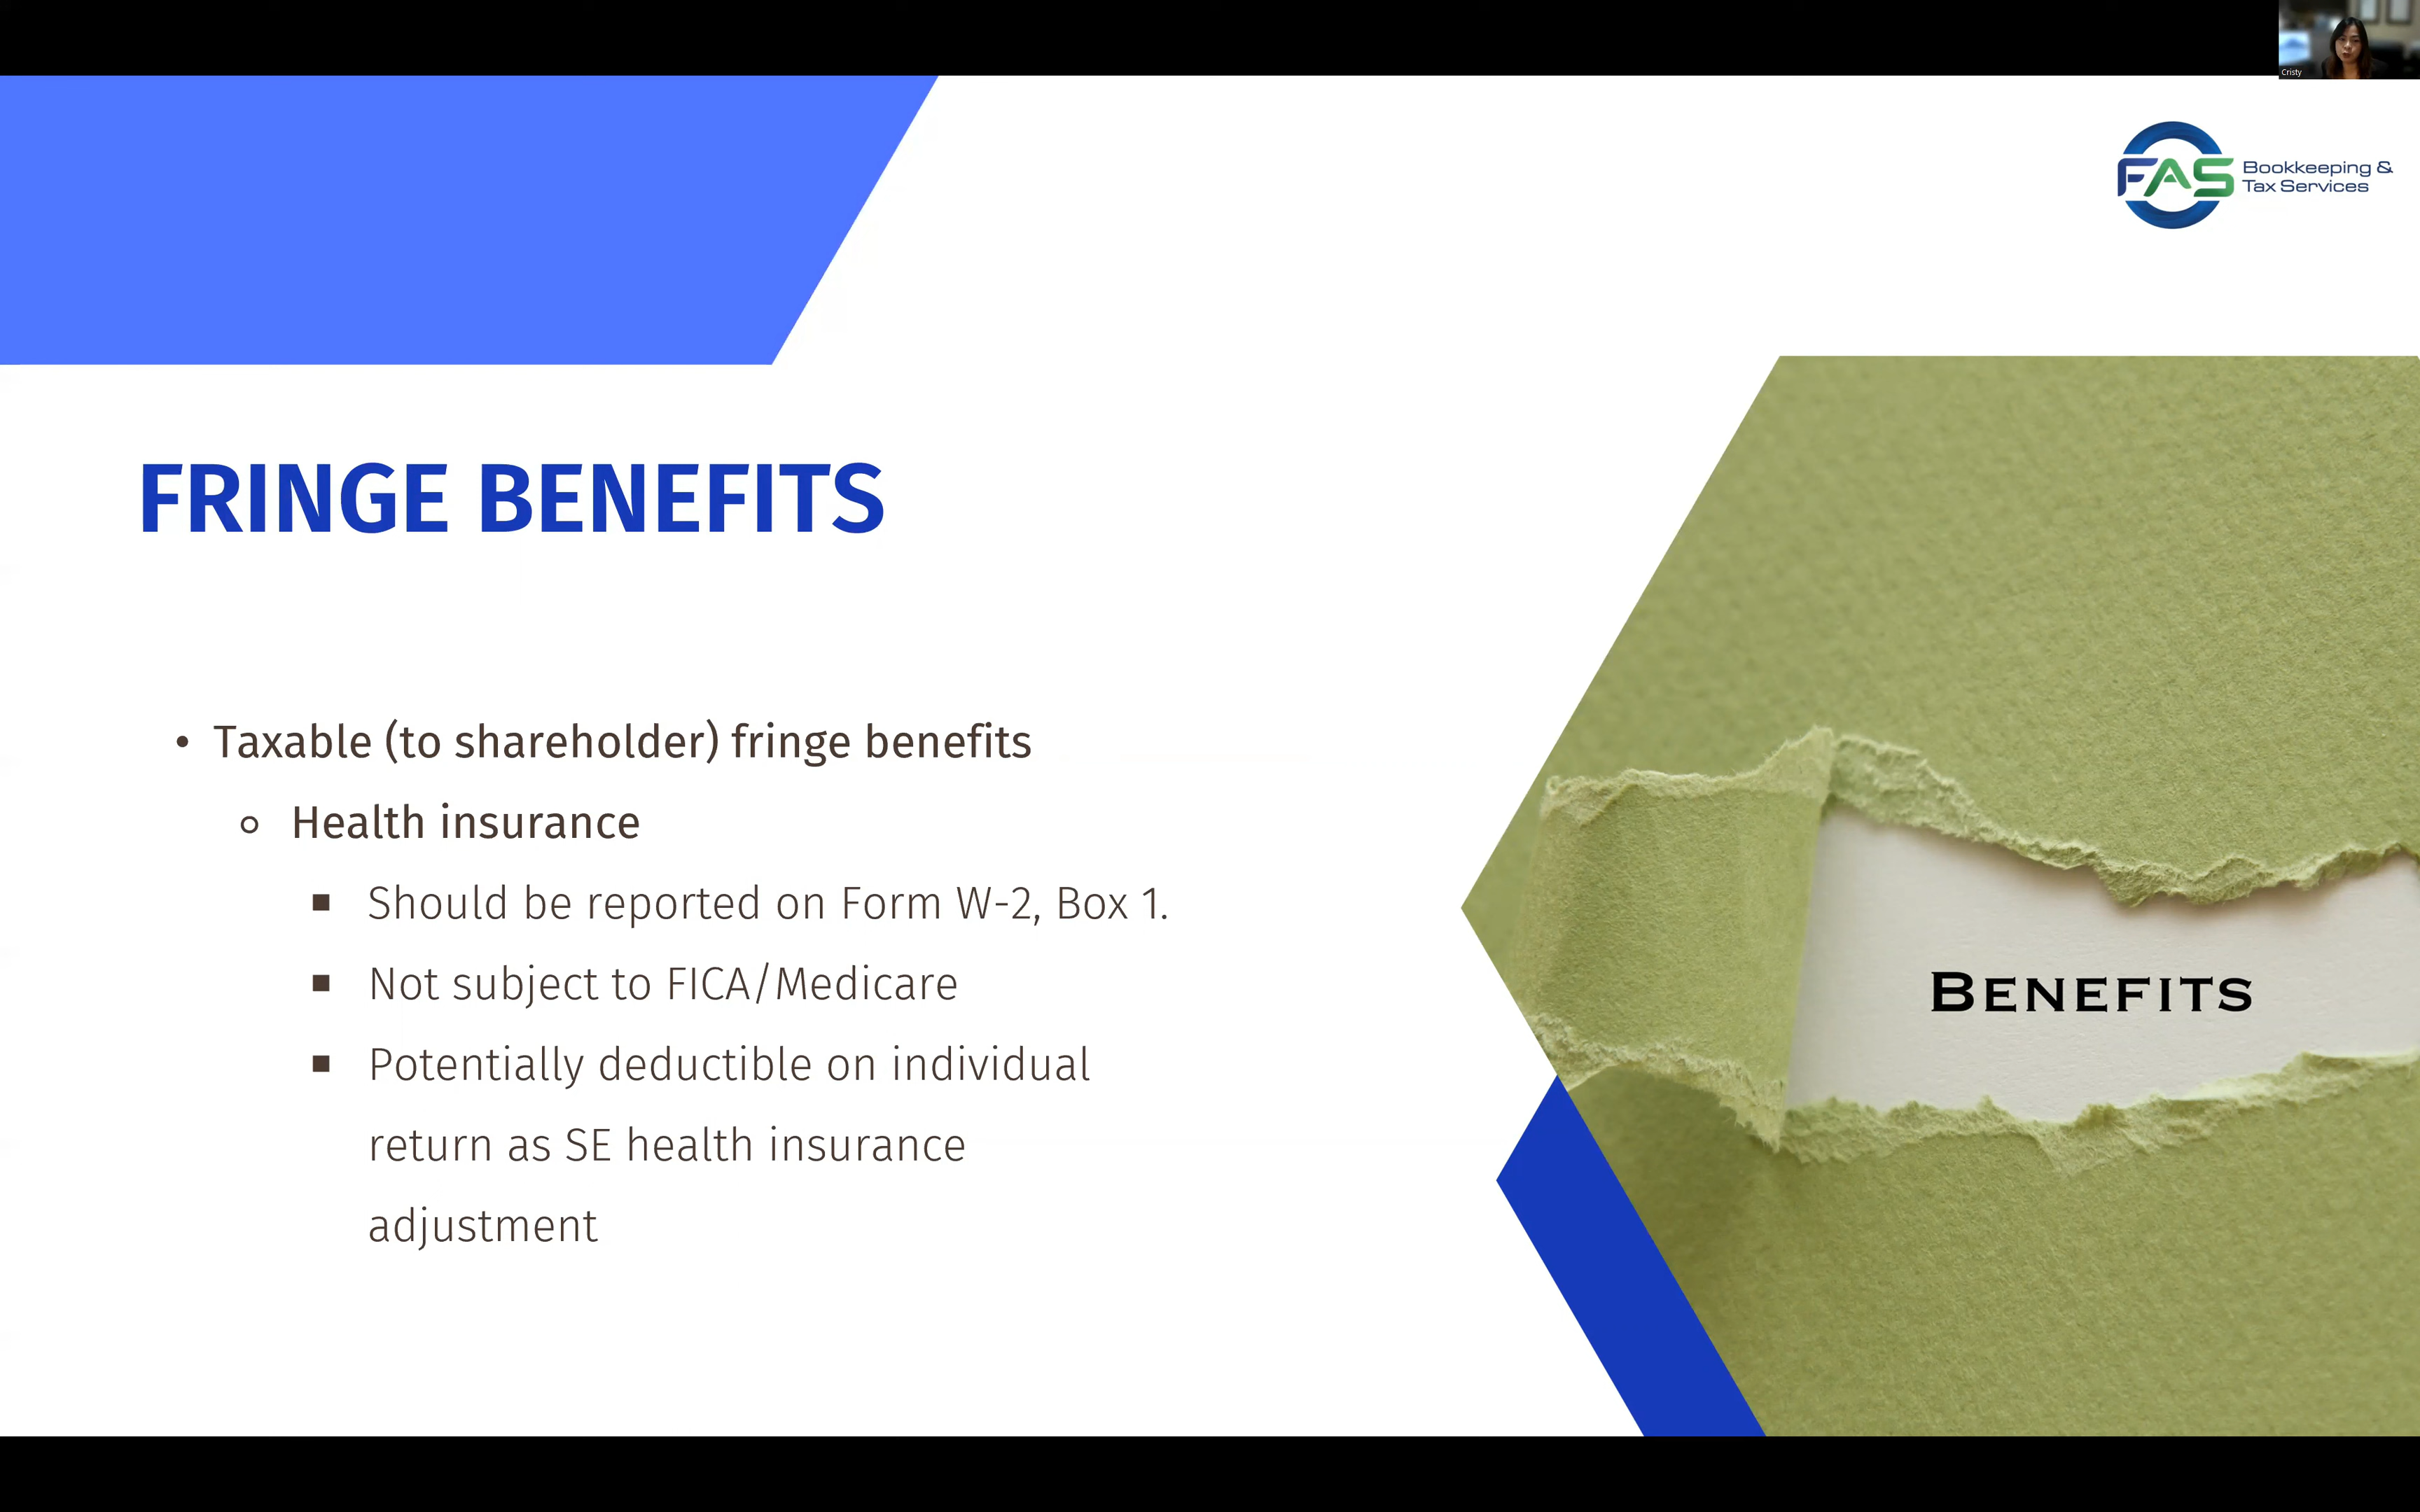 Cristy
FAS Bookkeeping &
Tax Services
FRINGE BENEFITS
• Taxable (to shareholder) fringe benefits
○ Health insurance
■ Should be reported on Form W-2, Box 1.
■ Not subject to FICA/Medicare
■ Potentially deductible on individual
return as SE health insurance
adjustment
BENEFITS